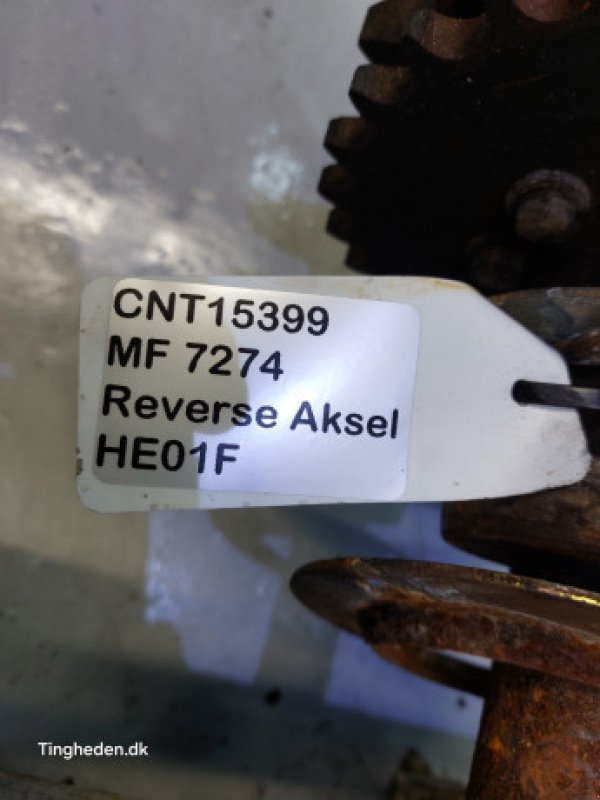 CNT15399
MF 7274
Reverse Aksel
HE01F
Tingheden.dk